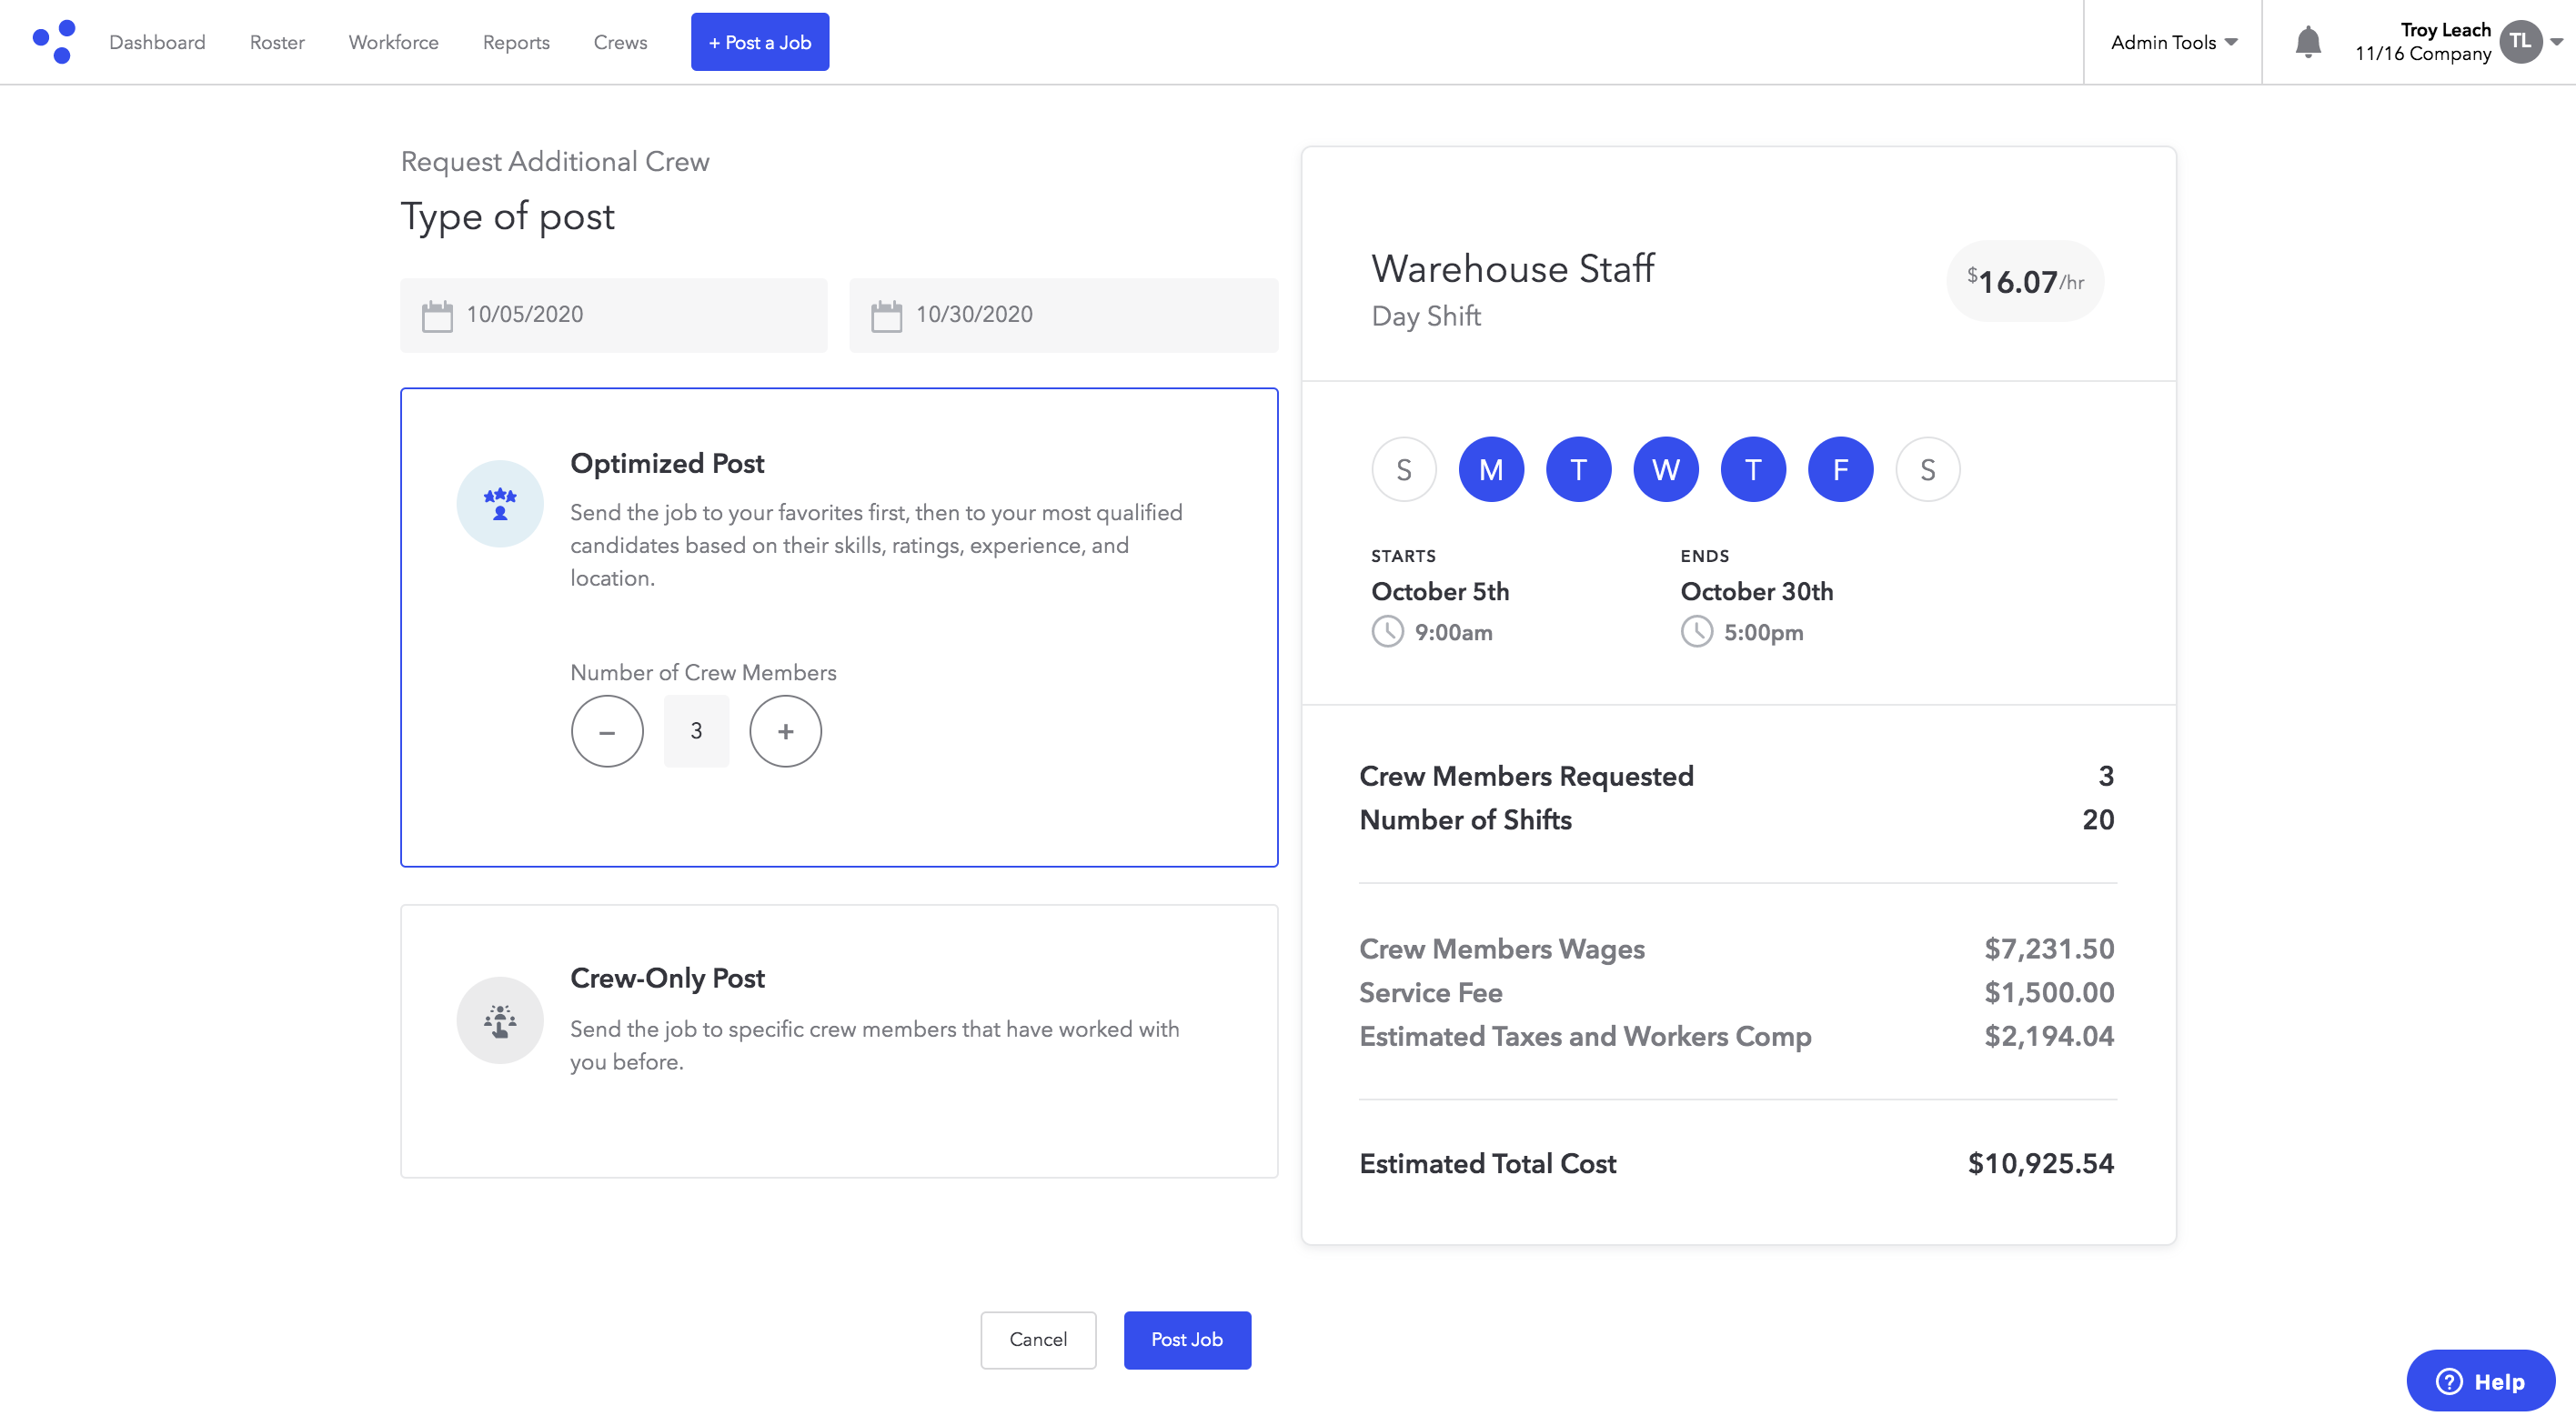 Dashboard
Roster
Workforce
Reports
Crews
+ Post a Job
Admin Tools
Troy Leach
11/16 Company
TL
Request Additional Crew
Type of post
10/05/2020
10/30/2020
Optimized Post
Send the job to your favorites first, then to your most qualified
candidates based on their skills, ratings, experience, and
location.
Number of Crew Members
– 3 +
Crew-Only Post
Send the job to specific crew members that have worked with
you before.
Cancel
Post Job
Warehouse Staff
Day Shift
$16.07/hr
S M T W T F S
STARTS
October 5th
9:00am
ENDS
October 30th
5:00pm
Crew Members Requested 3
Number of Shifts 20
Crew Members Wages $7,231.50
Service Fee $1,500.00
Estimated Taxes and Workers Comp $2,194.04
Estimated Total Cost $10,925.54
? Help